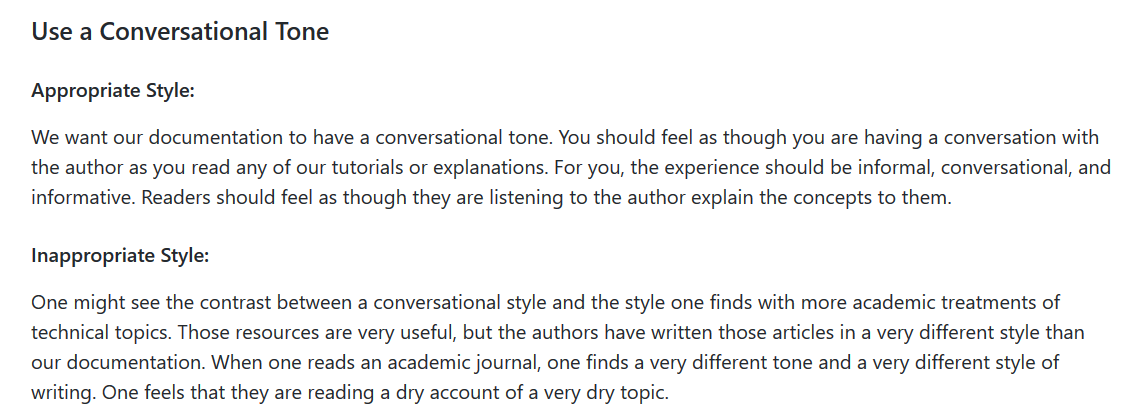 Use a Conversational Tone
Appropriate Style:
We want our documentation to have a conversational tone. You should feel as though you are having a conversation with
the author as you read any of our tutorials or explanations. For you, the experience should be informal, conversational, and
informative. Readers should feel as though they are listening to the author explain the concepts to them.
Inappropriate Style:
One might see the contrast between a conversational style and the style one finds with more academic treatments of
technical topics. Those resources are very useful, but the authors have written those articles in a very different style than
our documentation. When one reads an academic journal, one finds a very different tone and a very different style of
writing. One feels that they are reading a dry account of a very dry topic.